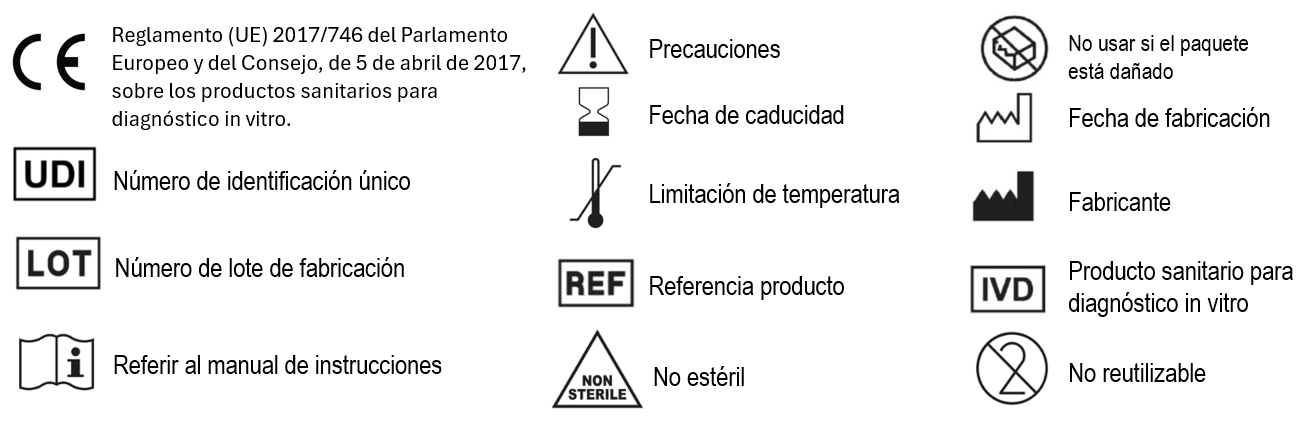 CE
Reglamento (UE) 2017/746 del Parlamento
Europeo y del Consejo, de 5 de abril de 2017,
sobre los productos sanitarios para
diagnóstico in vitro.
UDI
Número de identificación único
LOT
Número de lote de fabricación
i
Referir al manual de instrucciones
!
Precauciones
Fecha de caducidad
Limitación de temperatura
REF
Referencia producto
NON
STERILE
No estéril
No usar si el paquete
está dañado
Fecha de fabricación
Fabricante
IVD
Producto sanitario para
diagnóstico in vitro
2
No reutilizable